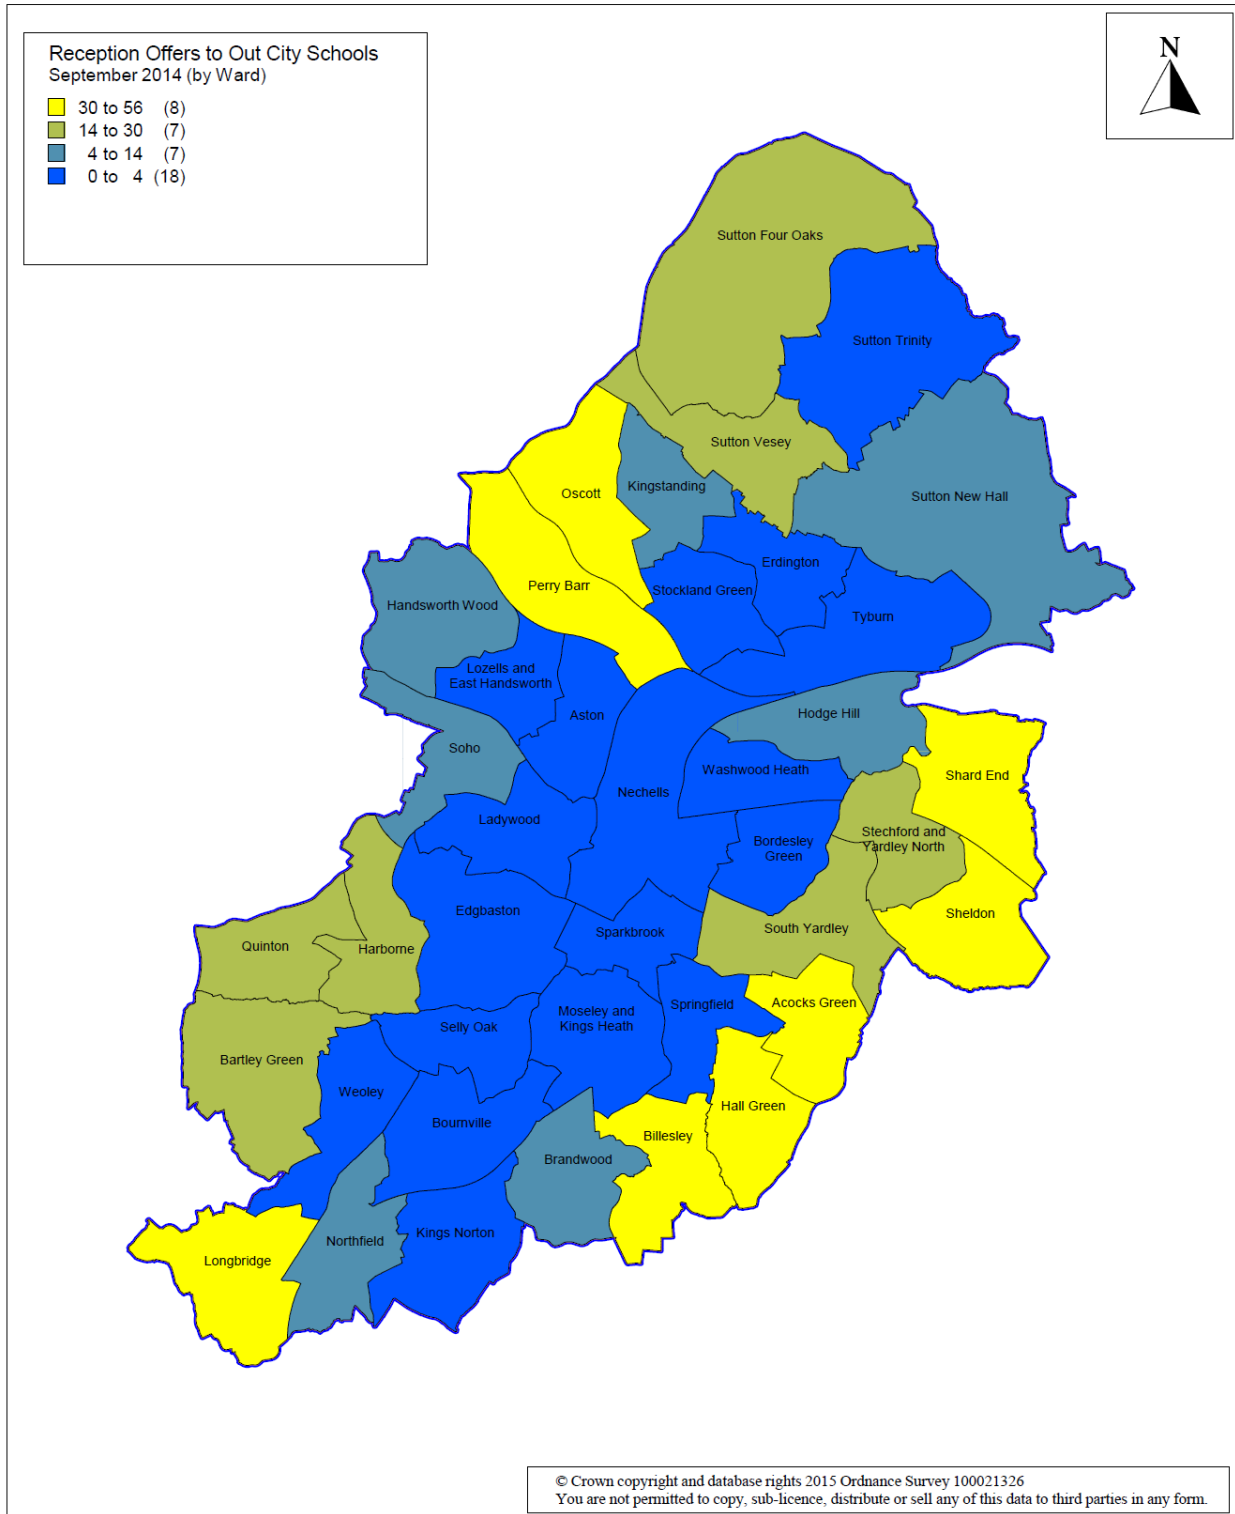 Reception Offers to Out City Schools
September 2014 (by Ward)
30 to 56 (8)
14 to 30 (7)
4 to 14 (7)
0 to 4 (18)
N
Sutton Four Oaks
Sutton Trinity
Sutton Vesey
Kingstanding
Oscott
Sutton New Hall
Erdington
Perry Barr
Stockland Green
Handsworth Wood
Tyburn
Lozells and
East Handsworth
Aston
Hodge Hill
Soho
Washwood Heath
Shard End
Nechells
Ladywood
Bordesley
Green
Stechford and
Yardley North
Edgbaston
Sheldon
Sparkbrook
South Yardley
Quinton
Harborne
Acocks Green
Springfield
Moseley and
Kings Heath
Selly Oak
Bartley Green
Weoley
Hall Green
Bournville
Billesley
Brandwood
Kings Norton
Northfield
Longbridge
© Crown copyright and database rights 2015 Ordnance Survey 100021326
You are not permitted to copy, sub-licence, distribute or sell any of this data to third parties in any form.